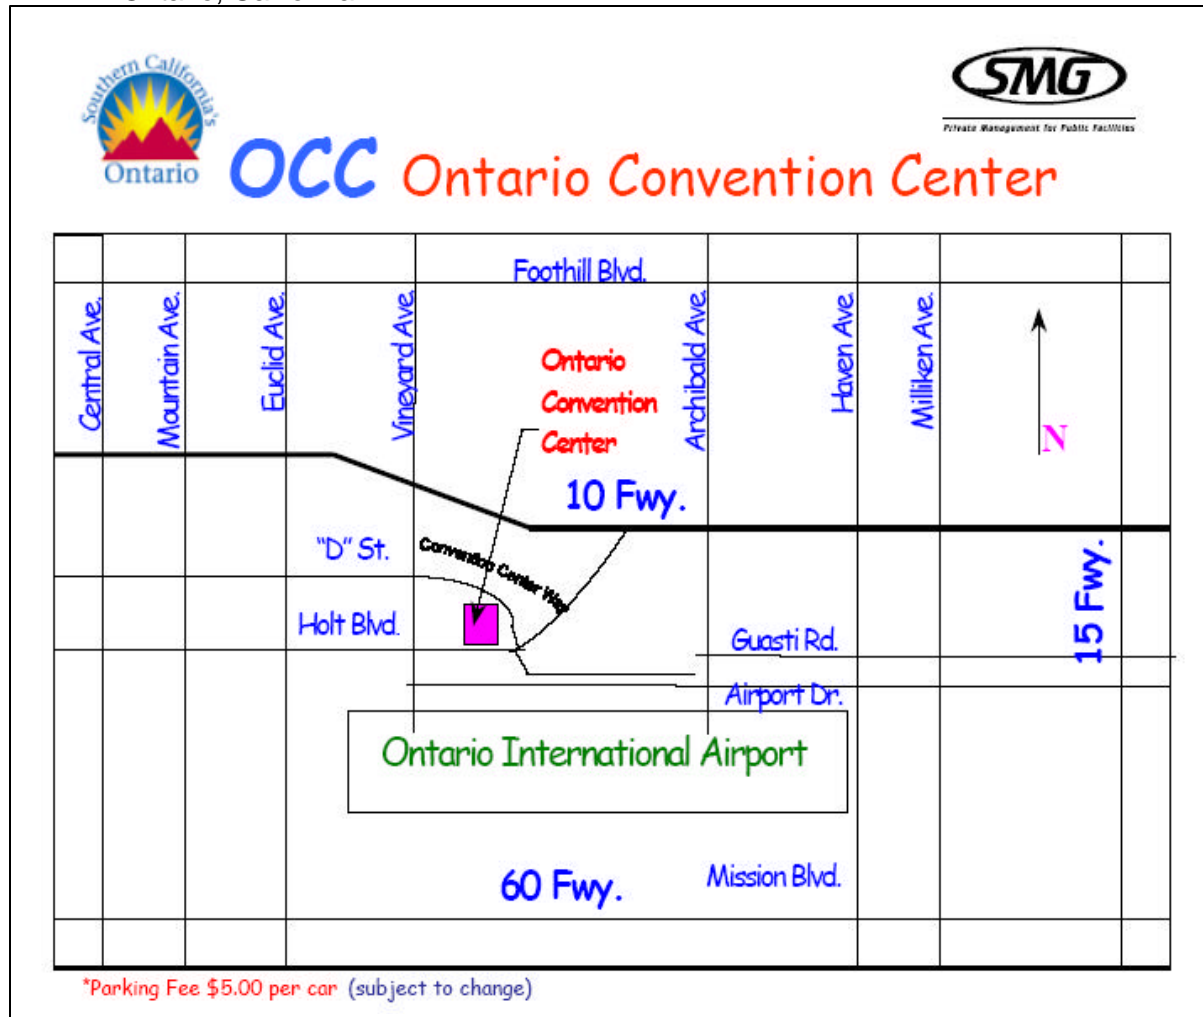 Ontario, California
Southern California's
Ontario
SMG
Private Management for Public Facilities
OCC Ontario Convention Center
Foothill Blvd.
Central Ave.
Mountain Ave.
Euclid Ave.
Vineyard Ave.
Ontario
Convention
Center
Archibald Ave.
Haven Ave.
Milliken Ave.
N
10 Fwy.
"D" St.
Convention Center Way
15 Fwy.
Holt Blvd.
Guasti Rd.
Airport Dr.
Ontario International Airport
60 Fwy.
Mission Blvd.
*Parking Fee $5.00 per car (subject to change)